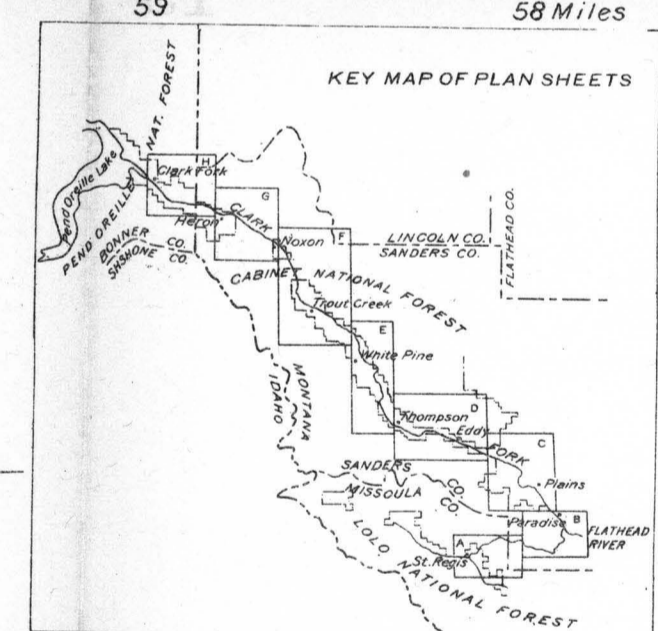 59
58 Miles
KEY MAP OF PLAN SHEETS
NAT. FOREST
PEND OREILLE
Pend Oreille Lake
H
Clark Fork
G
CLARK
Heron
BONNER CO.
SHSHONE CO.
Noxon
F
LINCOLN CO.
SANDERS CO.
FLATHEAD CO.
CABINET NATIONAL FOREST
Trout Creek
E
White Pine
MONTANA
IDAHO
D
Thompson
Eddy
FORK
C
Plains
SANDERS CO.
MISSOULA CO.
Paradise
B
FLATHEAD
RIVER
A
St. Regis
LOLO NATIONAL FOREST